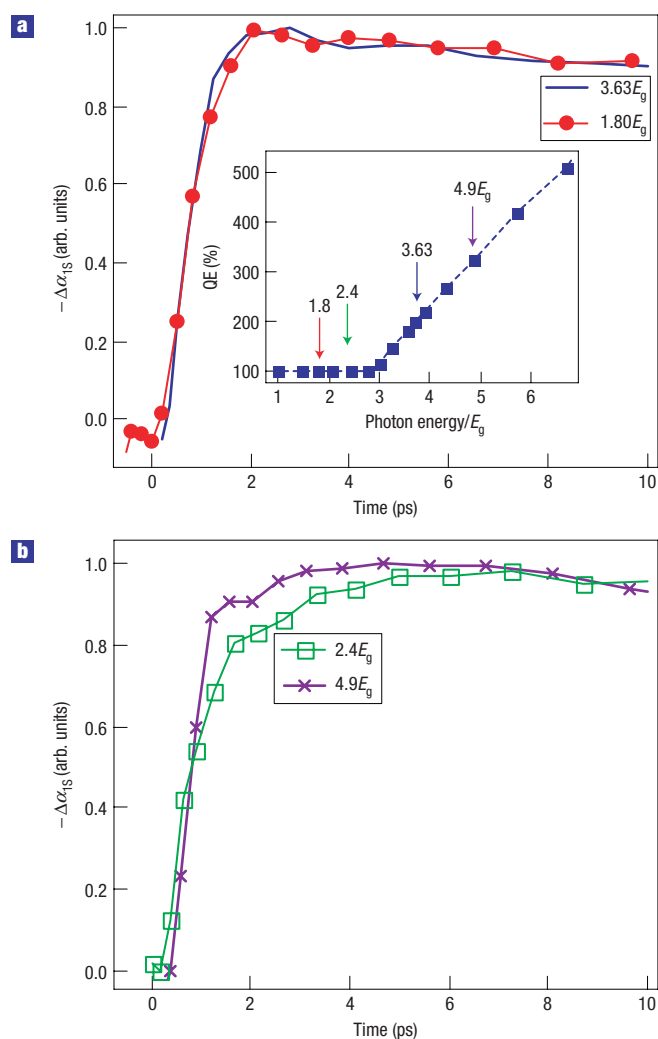 a
1.0
0.8
0.6
0.4
0.2
0.0
−Δα1S (arb. units)
3.63Eg
1.80Eg
500
400
300
200
100
QE (%)
1.8
2.4
3.63
4.9Eg
1 2 3 4 5 6
Photon energy/Eg
0 2 4 6 8 10
Time (ps)
b
1.0
0.8
0.6
0.4
0.2
0.0
−Δα1S (arb. units)
2.4Eg
4.9Eg
0 2 4 6 8 10
Time (ps)